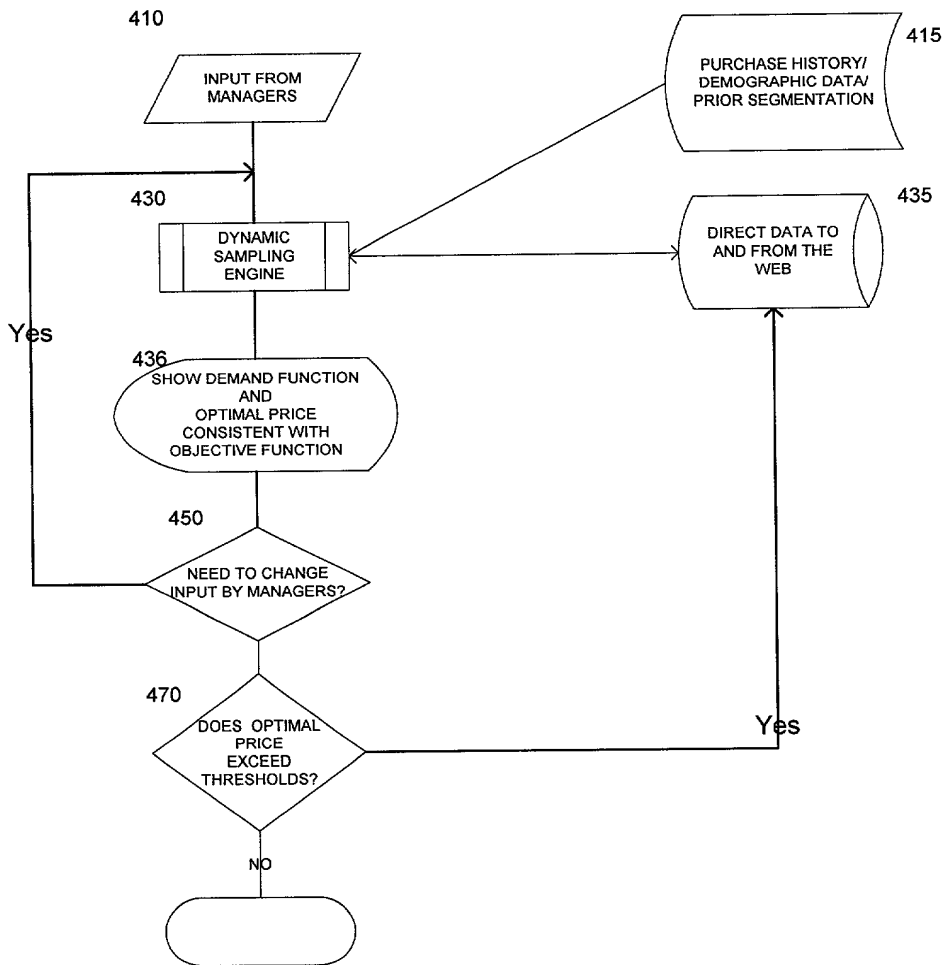 410
INPUT FROM
MANAGERS
415
PURCHASE HISTORY/
DEMOGRAPHIC DATA/
PRIOR SEGMENTATION
430
DYNAMIC
SAMPLING
ENGINE
435
DIRECT DATA TO
AND FROM THE
WEB
Yes
436
SHOW DEMAND FUNCTION
AND
OPTIMAL PRICE
CONSISTENT WITH
OBJECTIVE FUNCTION
450
NEED TO CHANGE
INPUT BY MANAGERS?
470
DOES OPTIMAL
PRICE
EXCEED
THRESHOLDS?
Yes
NO